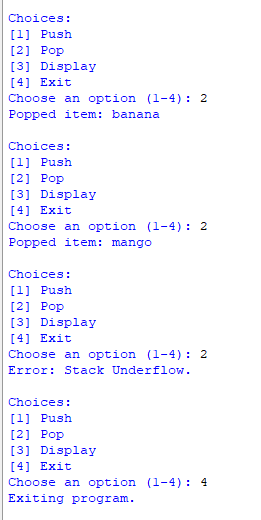 Choices:
[1] Push
[2] Pop
[3] Display
[4] Exit
Choose an option (1-4): 2
Popped item: banana
Choices:
[1] Push
[2] Pop
[3] Display
[4] Exit
Choose an option (1-4): 2
Popped item: mango
Choices:
[1] Push
[2] Pop
[3] Display
[4] Exit
Choose an option (1-4): 2
Error: Stack Underflow.
Choices:
[1] Push
[2] Pop
[3] Display
[4] Exit
Choose an option (1-4): 4
Exiting program.